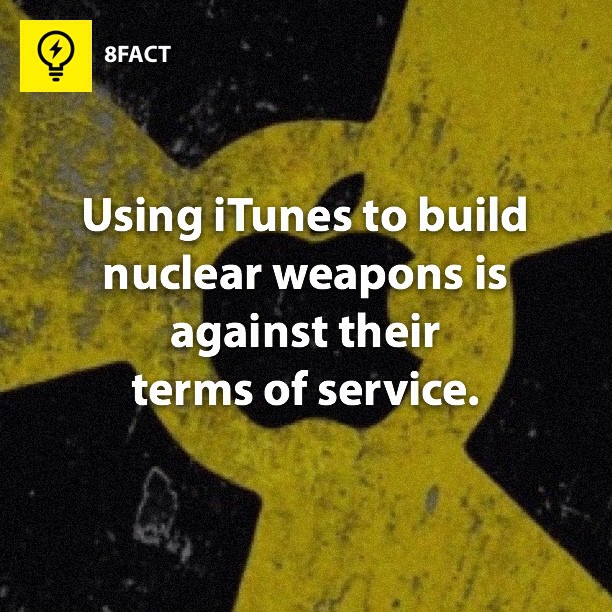 8FACT
Using iTunes to build
nuclear weapons is
against their
terms of service.